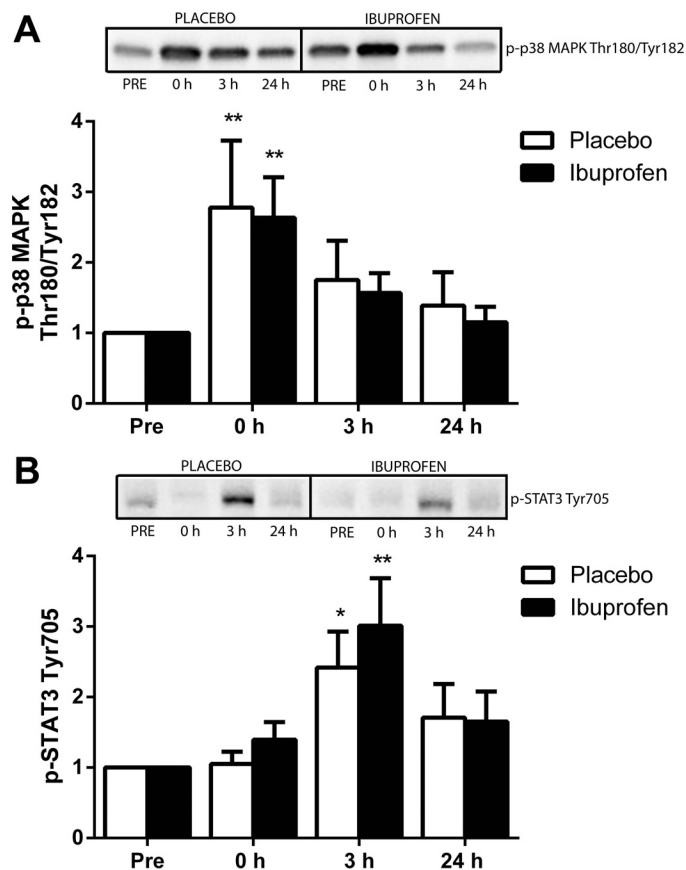 A
PLACEBO IBUPROFEN
p-p38 MAPK Thr180/Tyr182
PRE 0 h 3 h 24 h PRE 0 h 3 h 24 h
p-p38 MAPK
Thr180/Tyr182
4
3
2
1
0
** **
Placebo
Ibuprofen
Pre 0 h 3 h 24 h
B
PLACEBO IBUPROFEN
p-STAT3 Tyr705
PRE 0 h 3 h 24 h PRE 0 h 3 h 24 h
p-STAT3 Tyr705
4
3
2
1
0
* **
Placebo
Ibuprofen
Pre 0 h 3 h 24 h